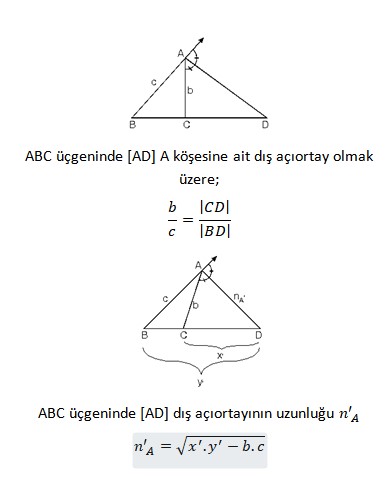 A
c
b
B
C
D
ABC üçgeninde [AD] A köşesine ait dış açıortay olmak
üzere;
b/c = |CD|/|BD|
A
c
b
n_A'
B
C
D
x
y
ABC üçgeninde [AD] dış açıortayının uzunluğu n'_A
n'_A = √x'.y' − b.c